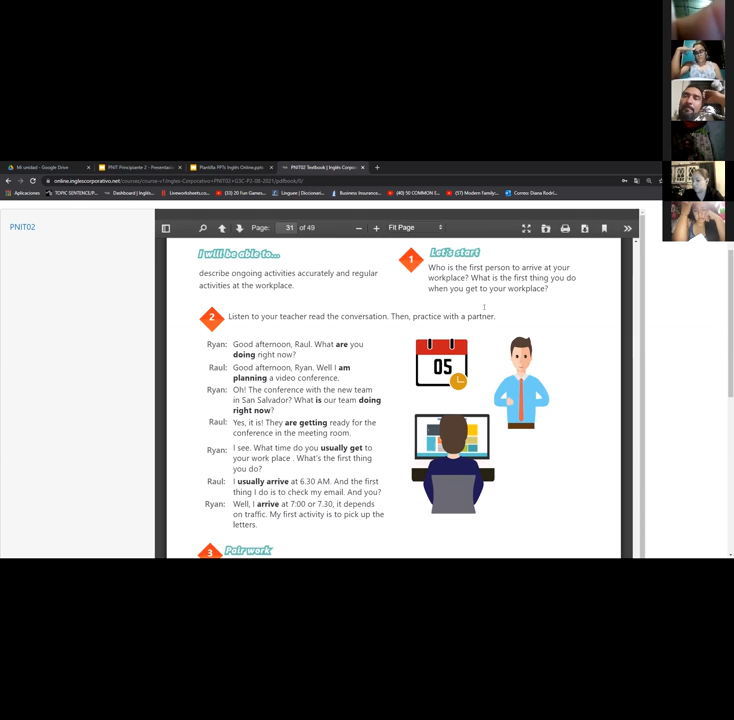 Mi unidad - Google Drive
PNIT Principiante 2 - Presentac
Plantilla PPTs Inglés Online.pptx
PNIT02 Textbook | Inglés Corpor
online.inglescorporativo.net/courses/course-v1:Ingles-Corporativo+PNIT02+G3C-P2-08-2021/pdfbook/0/
Aplicaciones
TOPIC SENTENCE/P...
Dashboard | Inglés...
Liveworksheets.co...
(33) 20 Fun Games...
Linguee | Diccionari...
Business Insurance...
(40) 50 COMMON E...
(57) Modern Family:...
Correo: Diana Rodri...
PNIT02
Page: 31 of 49
Fit Page
I will be able to...
describe ongoing activities accurately and regular
activities at the workplace.
1 Let's start
Who is the first person to arrive at your
workplace? What is the first thing you do
when you get to your workplace?
2 Listen to your teacher read the conversation. Then, practice with a partner.
Ryan: Good afternoon, Raul. What are you
doing right now?
Raul: Good afternoon, Ryan. Well I am
planning a video conference.
Ryan: Oh! The conference with the new team
in San Salvador? What is our team doing
right now?
Raul: Yes, it is! They are getting ready for the
conference in the meeting room.
Ryan: I see. What time do you usually get to
your work place . What's the first thing
you do?
Raul: I usually arrive at 6.30 AM. And the first
thing I do is to check my email. And you?
Ryan: Well, I arrive at 7:00 or 7.30, it depends
on traffic. My first activity is to pick up the
letters.
05
3 Pair work